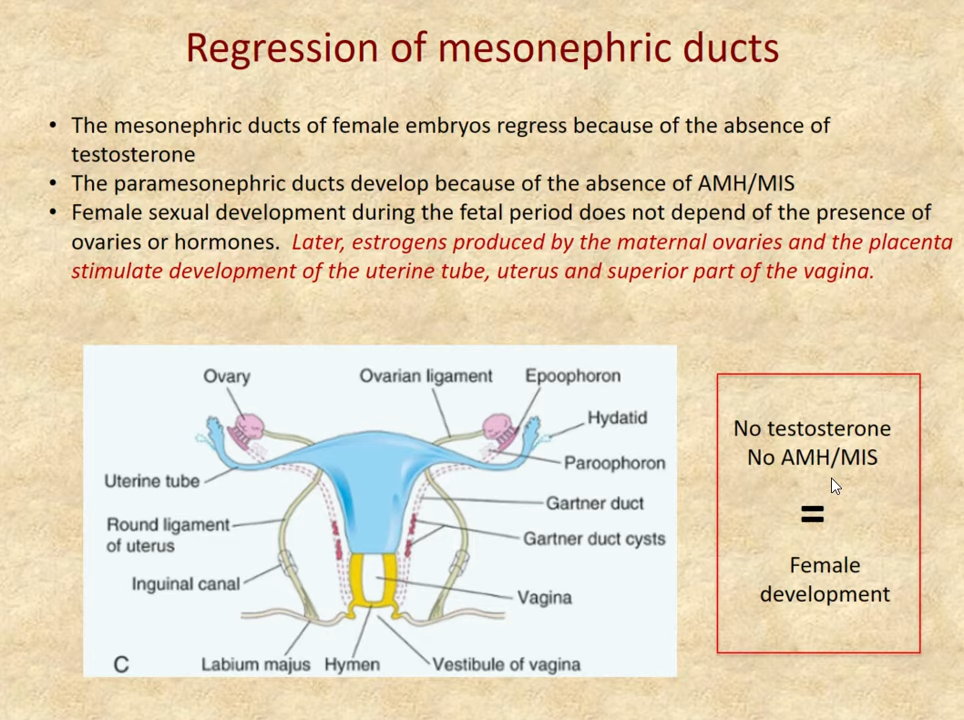 Regression of mesonephric ducts
• The mesonephric ducts of female embryos regress because of the absence of
testosterone
• The paramesonephric ducts develop because of the absence of AMH/MIS
• Female sexual development during the fetal period does not depend of the presence of
ovaries or hormones. Later, estrogens produced by the maternal ovaries and the placenta
stimulate development of the uterine tube, uterus and superior part of the vagina.
Ovary
Ovarian ligament
Epoophoron
Hydatid
Paroophoron
Uterine tube
Gartner duct
Round ligament
of uterus
Gartner duct cysts
Inguinal canal
Vagina
C
Labium majus
Hymen
Vestibule of vagina
No testosterone
No AMH/MIS
=
Female
development